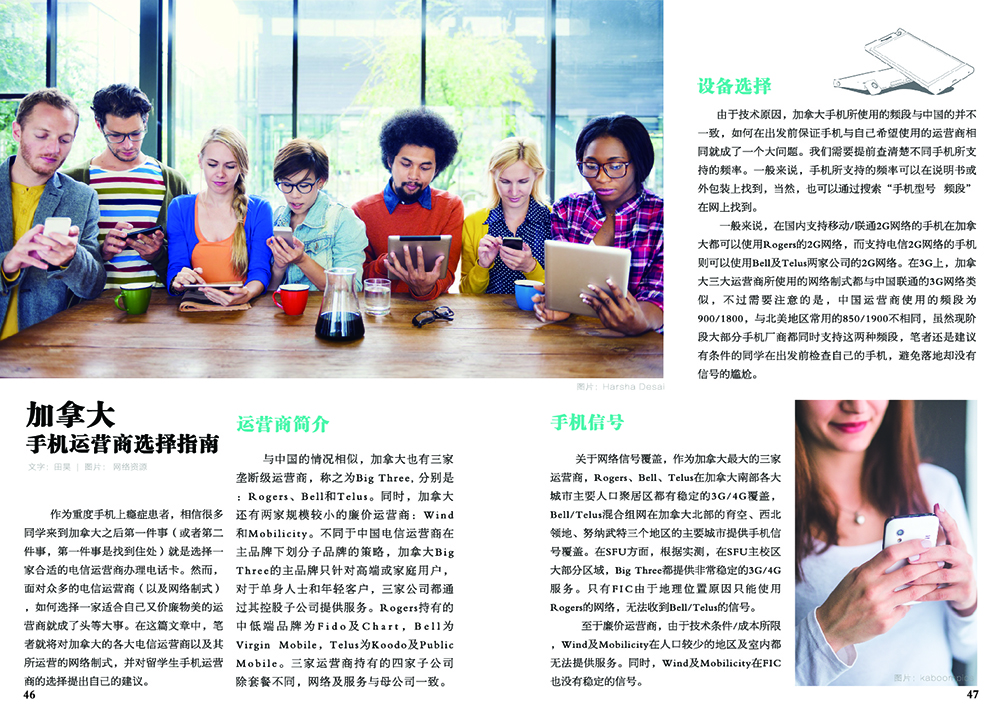 图片：Harsha Desai
加拿大
手机运营商选择指南
文字：田昊 | 图片： 网络资源
作为重度手机上瘾症患者，相信很多
同学来到加拿大之后第一件事（或者第二
件事，第一件事是找到住处）就是选择一
家合适的电信运营商办理电话卡。然而，
面对众多的电信运营商（以及网络制式）
，如何选择一家适合自己又价廉物美的运
营商就成了头等大事。在这篇文章中，笔
者就将对加拿大的各大电信运营商以及其
所运营的网络制式，并对留学生手机运营
商的选择提出自己的建议。
46
运营商简介
与中国的情况相似，加拿大也有三家
垄断级运营商，称之为Big Three，分别是
：Rogers、Bell和Telus。同时，加拿大
还有两家规模较小的廉价运营商：Wind
和Mobilicity。不同于中国电信运营商在
主品牌下划分子品牌的策略，加拿大Big
Three的主品牌只针对高端或家庭用户，
对于单身人士和年轻客户，三家公司都通
过其控股子公司提供服务。Rogers持有的
中低端品牌为Fido及Chart，Bell为
Virgin Mobile，Telus为Koodo及Public
Mobile。三家运营商持有的四家子公司
除套餐不同，网络及服务与母公司一致。
手机信号
关于网络信号覆盖，作为加拿大最大的三家
运营商，Rogers、Bell、Telus在加拿大南部各大
城市主要人口聚居区都有稳定的3G/4G覆盖，
Bell/Telus混合组网在加拿大北部的育空、西北
领地、努纳武特三个地区的主要城市提供手机信
号覆盖。在SFU方面，根据实测，在SFU主校区
大部分区域，Big Three都提供非常稳定的3G/4G
服务。只有FIC由于地理位置原因只能使用
Rogers的网络，无法收到Bell/Telus的信号。
至于廉价运营商，由于技术条件/成本所限
，Wind及Mobilicity在人口较少的地区及室内都
无法提供服务。同时，Wind及Mobilicity在FIC
也没有稳定的信号。
设备选择
由于技术原因，加拿大手机所使用的频段与中国的并不
一致，如何在出发前保证手机与自己希望使用的运营商相
同就成了一个大问题。我们需要提前查清楚不同手机所支
持的频率。一般来说，手机所支持的频率可以在说明书或
外包装上找到，当然，也可以通过搜索“手机型号 频段”
在网上找到。
一般来说，在国内支持移动/联通2G网络的手机在加拿
大都可以使用Rogers的2G网络，而支持电信2G网络的手机
则可以使用Bell及Telus两家公司的2G网络。在3G上，加拿
大三大运营商所使用的网络制式都与中国联通的3G网络类
似，不过需要注意的是，中国运营商使用的频段为
900/1800，与北美地区常用的850/1900不相同，虽然现阶
段大部分手机厂商都同时支持这两种频段，笔者还是建议
有条件的同学在出发前检查自己的手机，避免落地却没有
信号的尴尬。
图片：
47